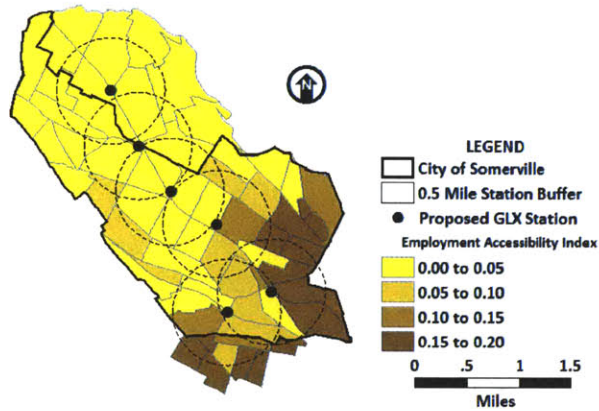 N
LEGEND
City of Somerville
0.5 Mile Station Buffer
Proposed GLX Station
Employment Accessibility Index
0.00 to 0.05
0.05 to 0.10
0.10 to 0.15
0.15 to 0.20
0 .5 1 1.5
Miles